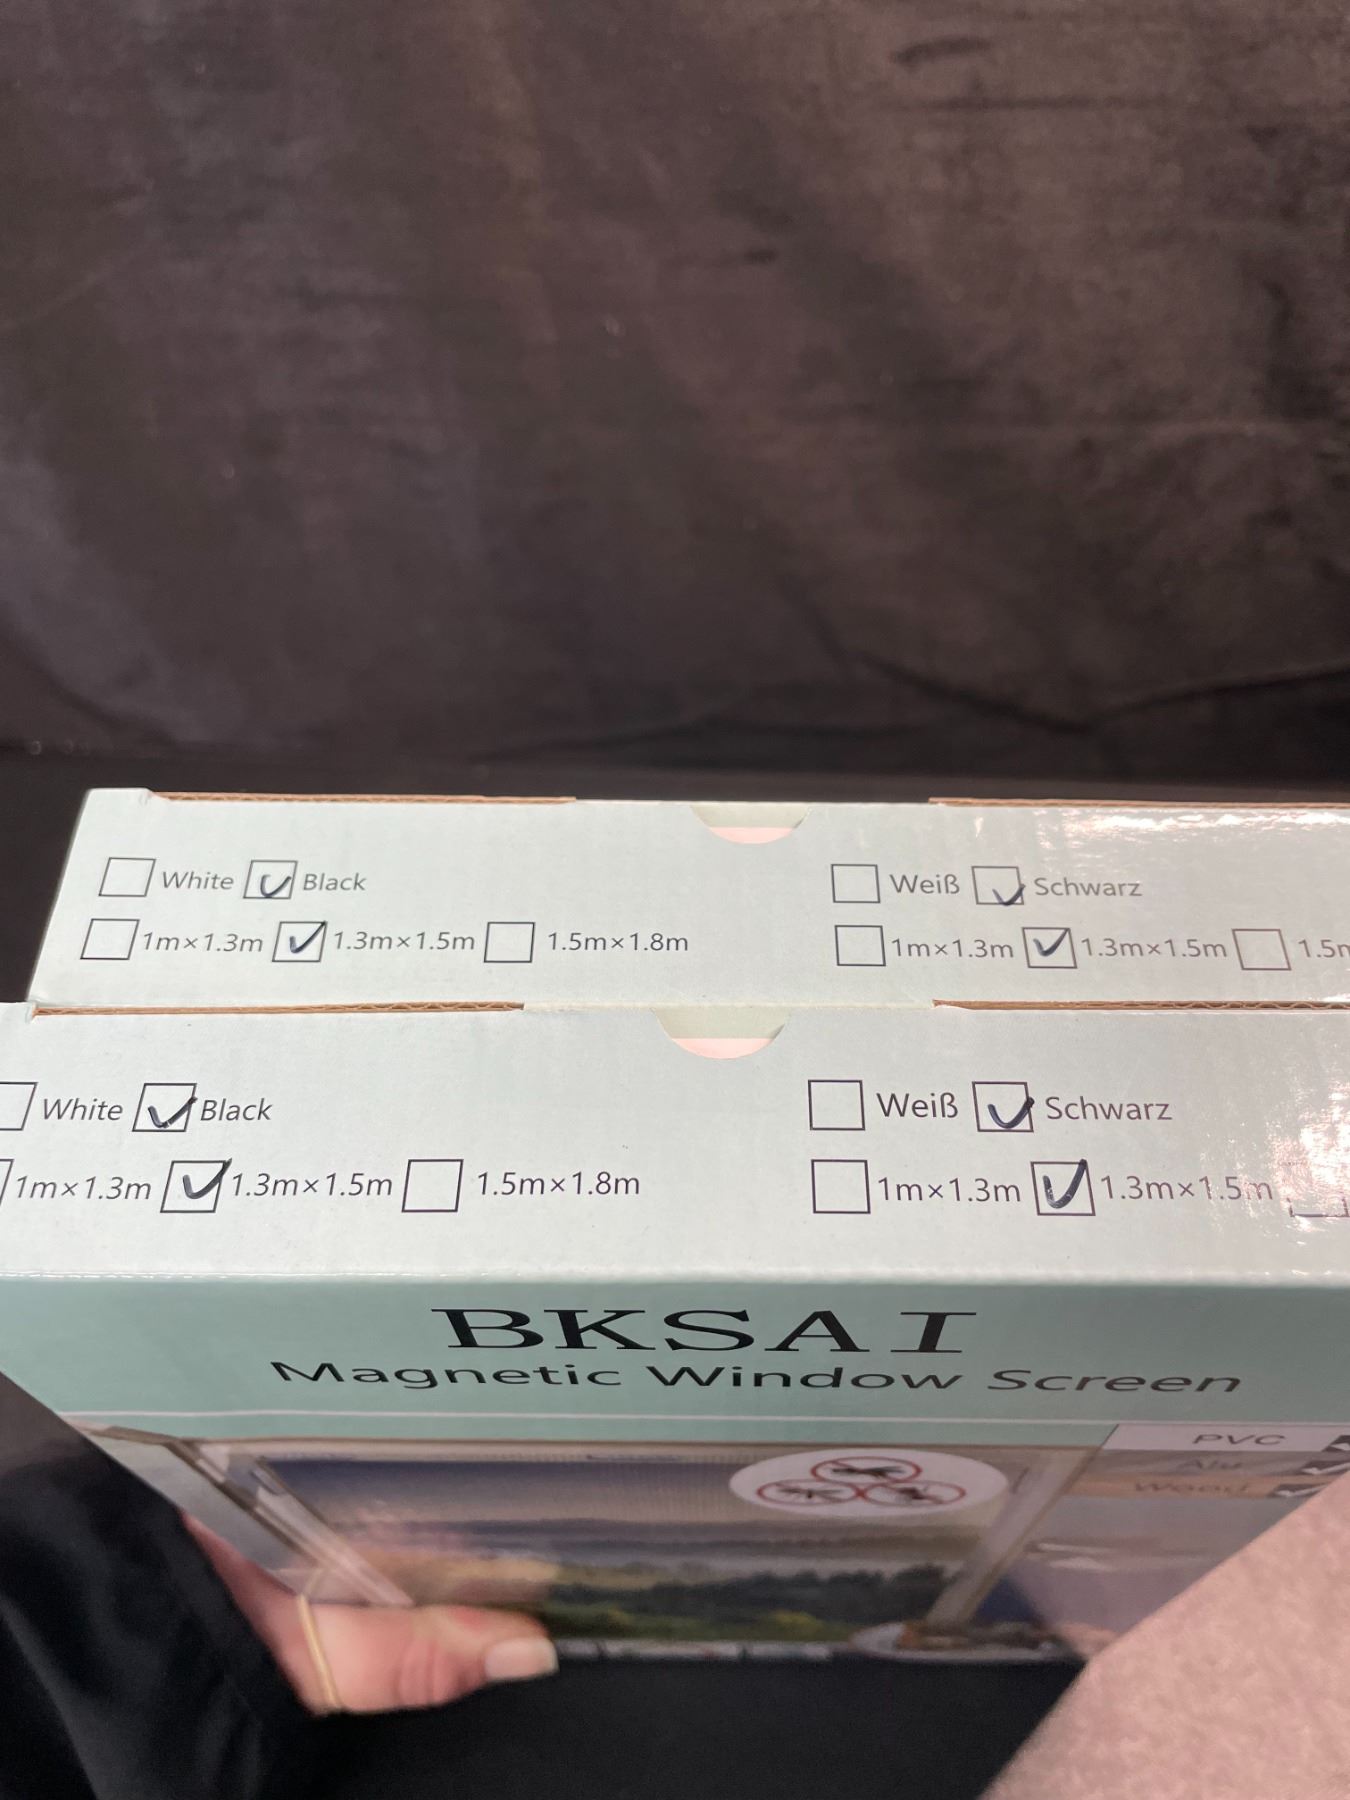 White Black
1m×1.3m 1.3m×1.5m 1.5m×1.8m
Weiß Schwarz
1m×1.3m 1.3m×1.5m
White Black
1m×1.3m 1.3m×1.5m 1.5m×1.8m
Weiß Schwarz
1m×1.3m 1.3m×1.5m
BKSAI
Magnetic Window Screen
PVC
Alu
Wood